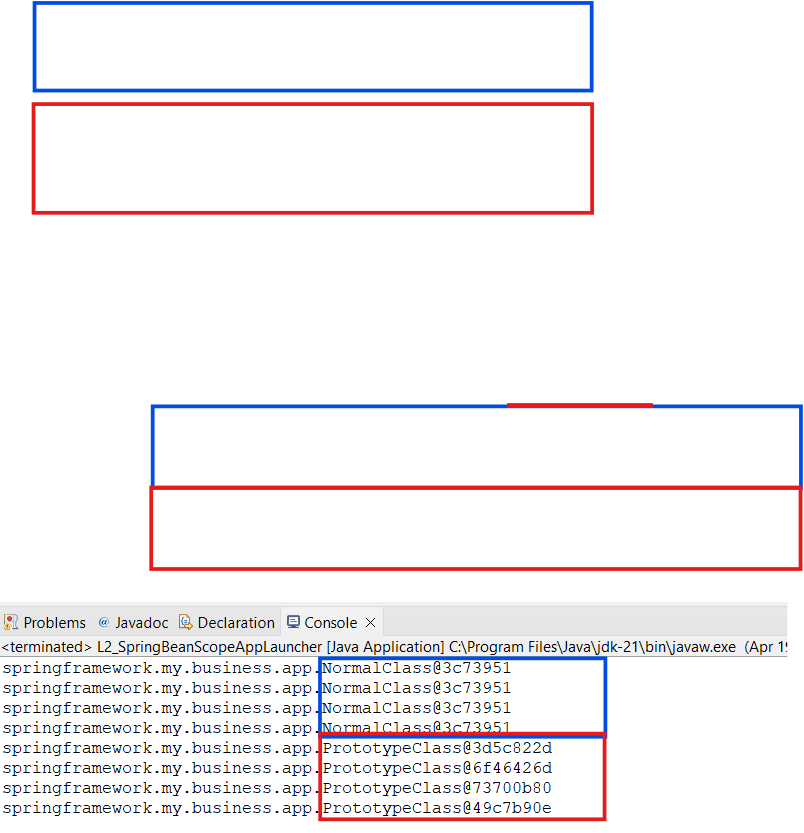 Problems @ Javadoc Declaration Console
<terminated> L2_SpringBeanScopeAppLauncher [Java Application] C:\Program Files\Java\jdk-21\bin\javaw.exe (Apr 19
springframework.my.business.app.NormalClass@3c73951
springframework.my.business.app.NormalClass@3c73951
springframework.my.business.app.NormalClass@3c73951
springframework.my.business.app.NormalClass@3c73951
springframework.my.business.app.PrototypeClass@3d5c822d
springframework.my.business.app.PrototypeClass@6f46426d
springframework.my.business.app.PrototypeClass@73700b80
springframework.my.business.app.PrototypeClass@49c7b90e